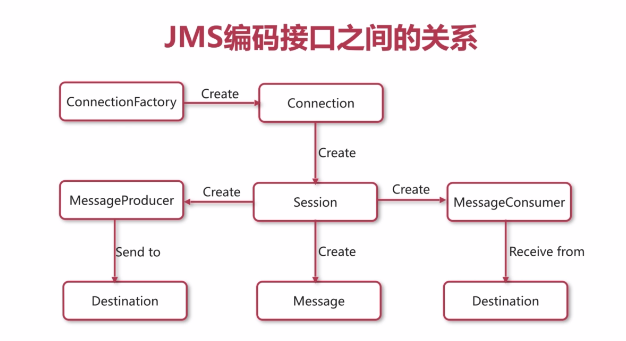 JMS编码接口之间的关系
ConnectionFactory
Create
Connection
Create
MessageProducer
Create
Session
Create
MessageConsumer
Send to
Create
Receive from
Destination
Message
Destination